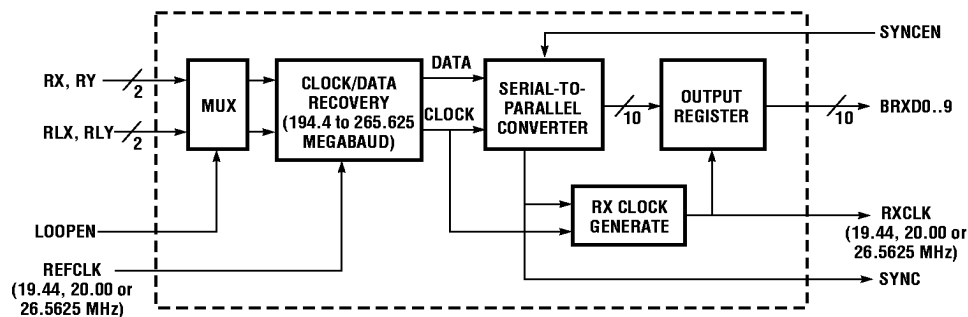 SYNCEN
RX, RY
2
MUX
CLOCK/DATA
RECOVERY
(194.4 to 265.625
MEGABAUD)
DATA
CLOCK
SERIAL-TO-
PARALLEL
CONVERTER
10
OUTPUT
REGISTER
10
BRXD0..9
RLX, RLY
2
RX CLOCK
GENERATE
LOOPEN
RXCLK
(19.44, 20.00 or
26.5625 MHz)
REFCLK
(19.44, 20.00 or
26.5625 MHz)
SYNC